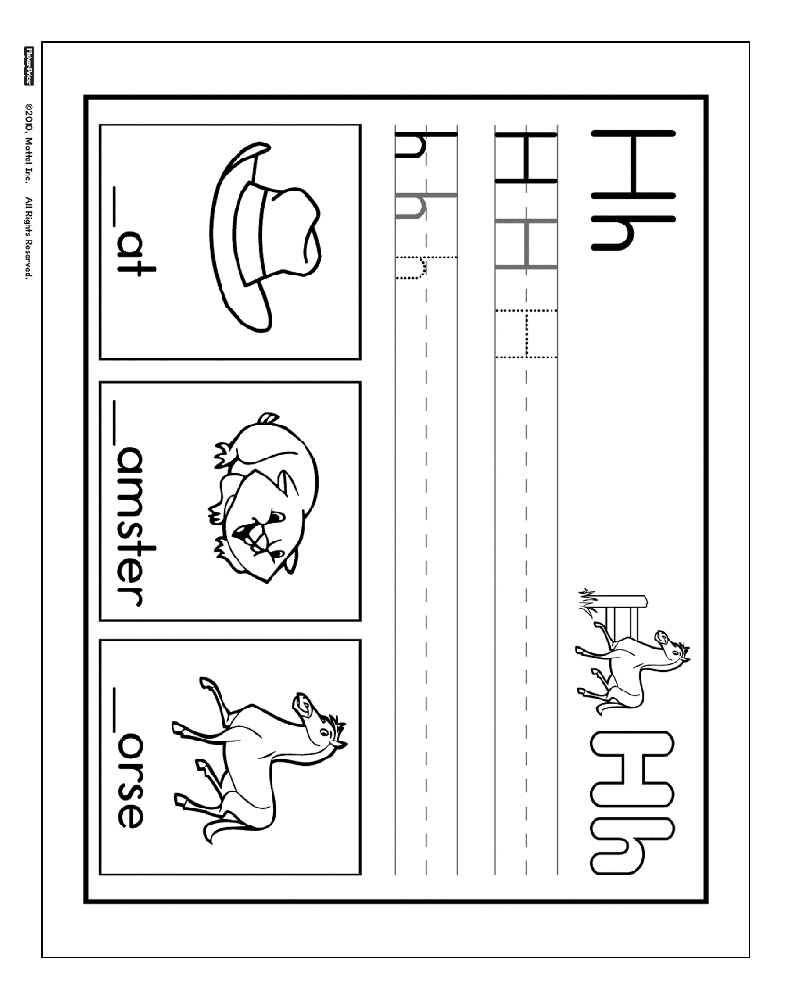 Hh Hh
H H H
h h h
_at
_amster
_orse
Fisher-Price ©2010, Mattel Inc. All Rights Reserved.